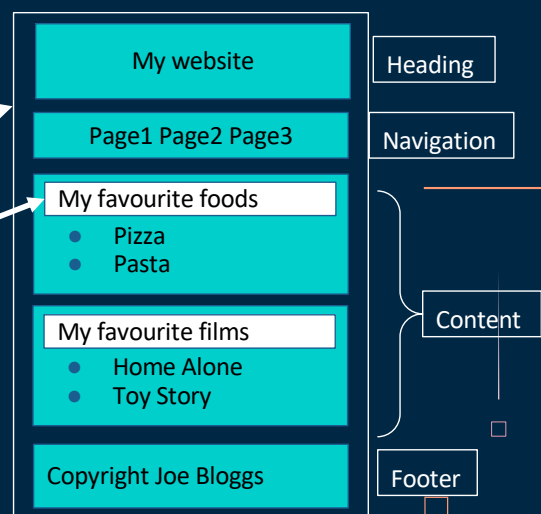 My website
Heading
Page1 Page2 Page3
Navigation
My favourite foods
Pizza
Pasta
Content
My favourite films
Home Alone
Toy Story
Copyright Joe Bloggs
Footer